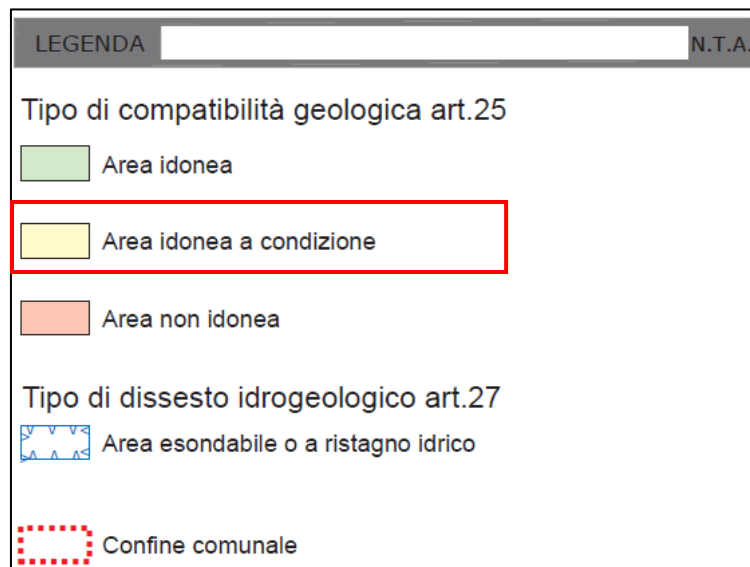 LEGENDA N.T.A.
Tipo di compatibilità geologica art.25
Area idonea
Area idonea a condizione
Area non idonea
Tipo di dissesto idrogeologico art.27
Area esondabile o a ristagno idrico
Confine comunale